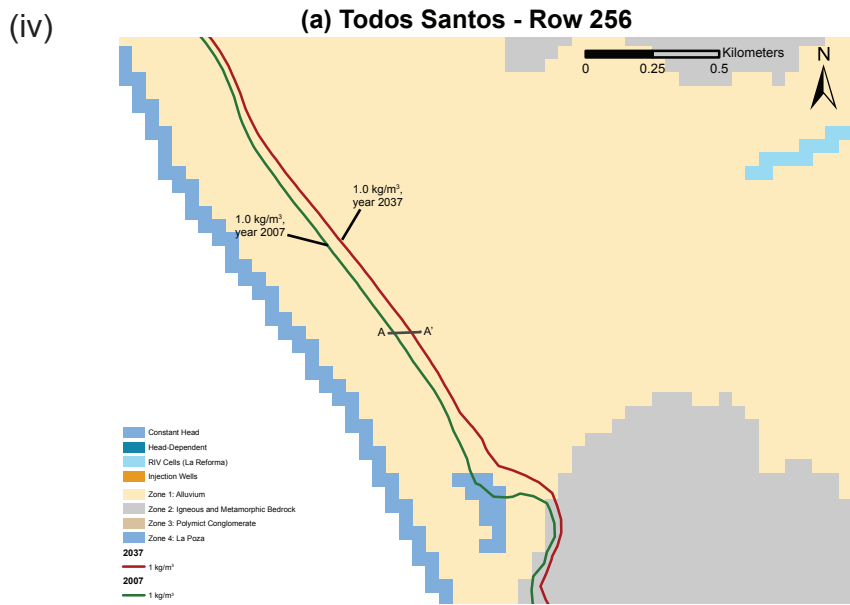 (iv)
(a) Todos Santos - Row 256
Kilometers
0 0.25 0.5
N
1.0 kg/m³,
year 2037
1.0 kg/m³,
year 2007
A A'
Constant Head
Head-Dependent
RIV Cells (La Reforma)
Injection Wells
Zone 1: Alluvium
Zone 2: Igneous and Metamorphic Bedrock
Zone 3: Polymict Conglomerate
Zone 4: La Poza
2037
1 kg/m³
2007
1 kg/m³